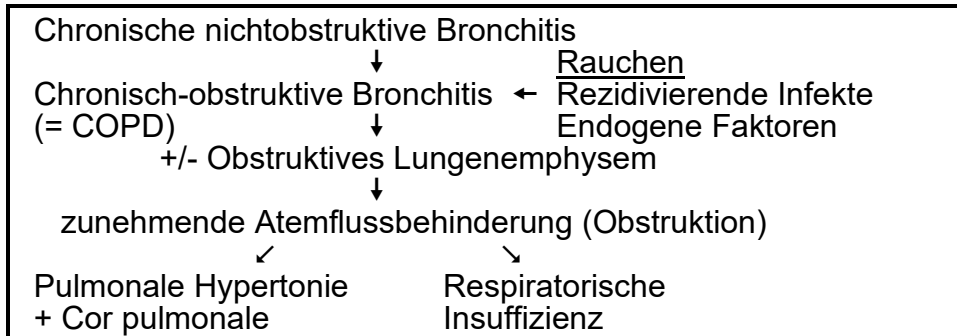 Chronische nichtobstruktive Bronchitis
↓
Rauchen
Chronisch-obstruktive Bronchitis ← Rezidivierende Infekte
(= COPD) ↓ Endogene Faktoren
+/- Obstruktives Lungenemphysem
↓
zunehmende Atemflussbehinderung (Obstruktion)
↙ ↘
Pulmonale Hypertonie Respiratorische
+ Cor pulmonale Insuffizienz